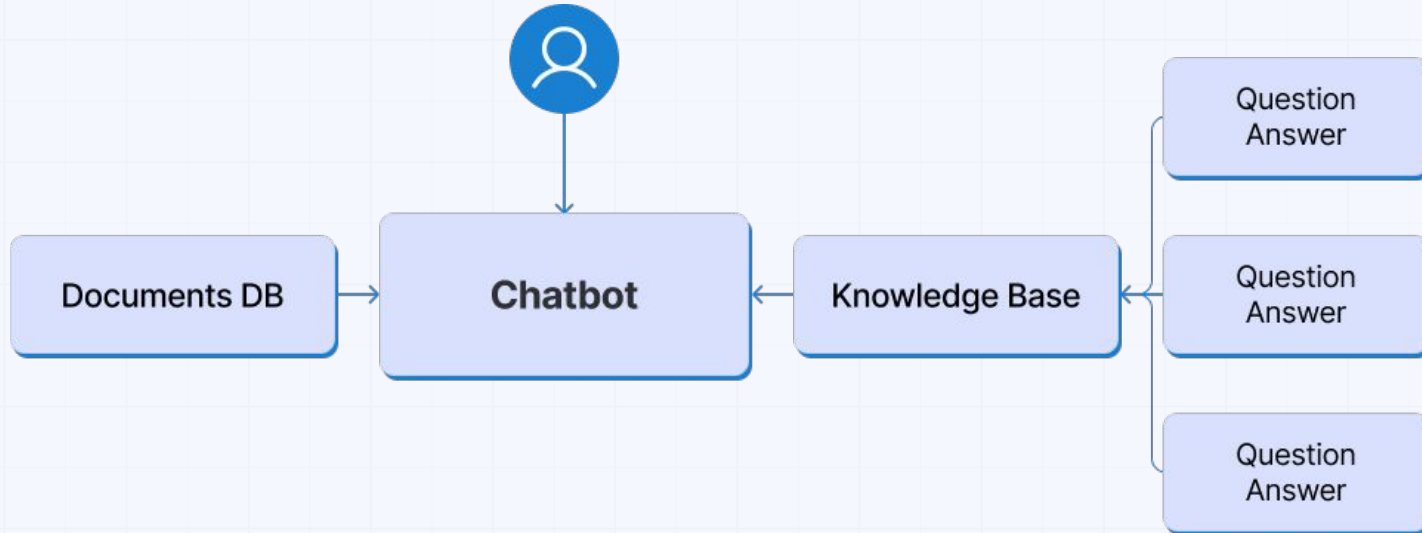 Documents DB
Chatbot
Knowledge Base
Question
Answer
Question
Answer
Question
Answer